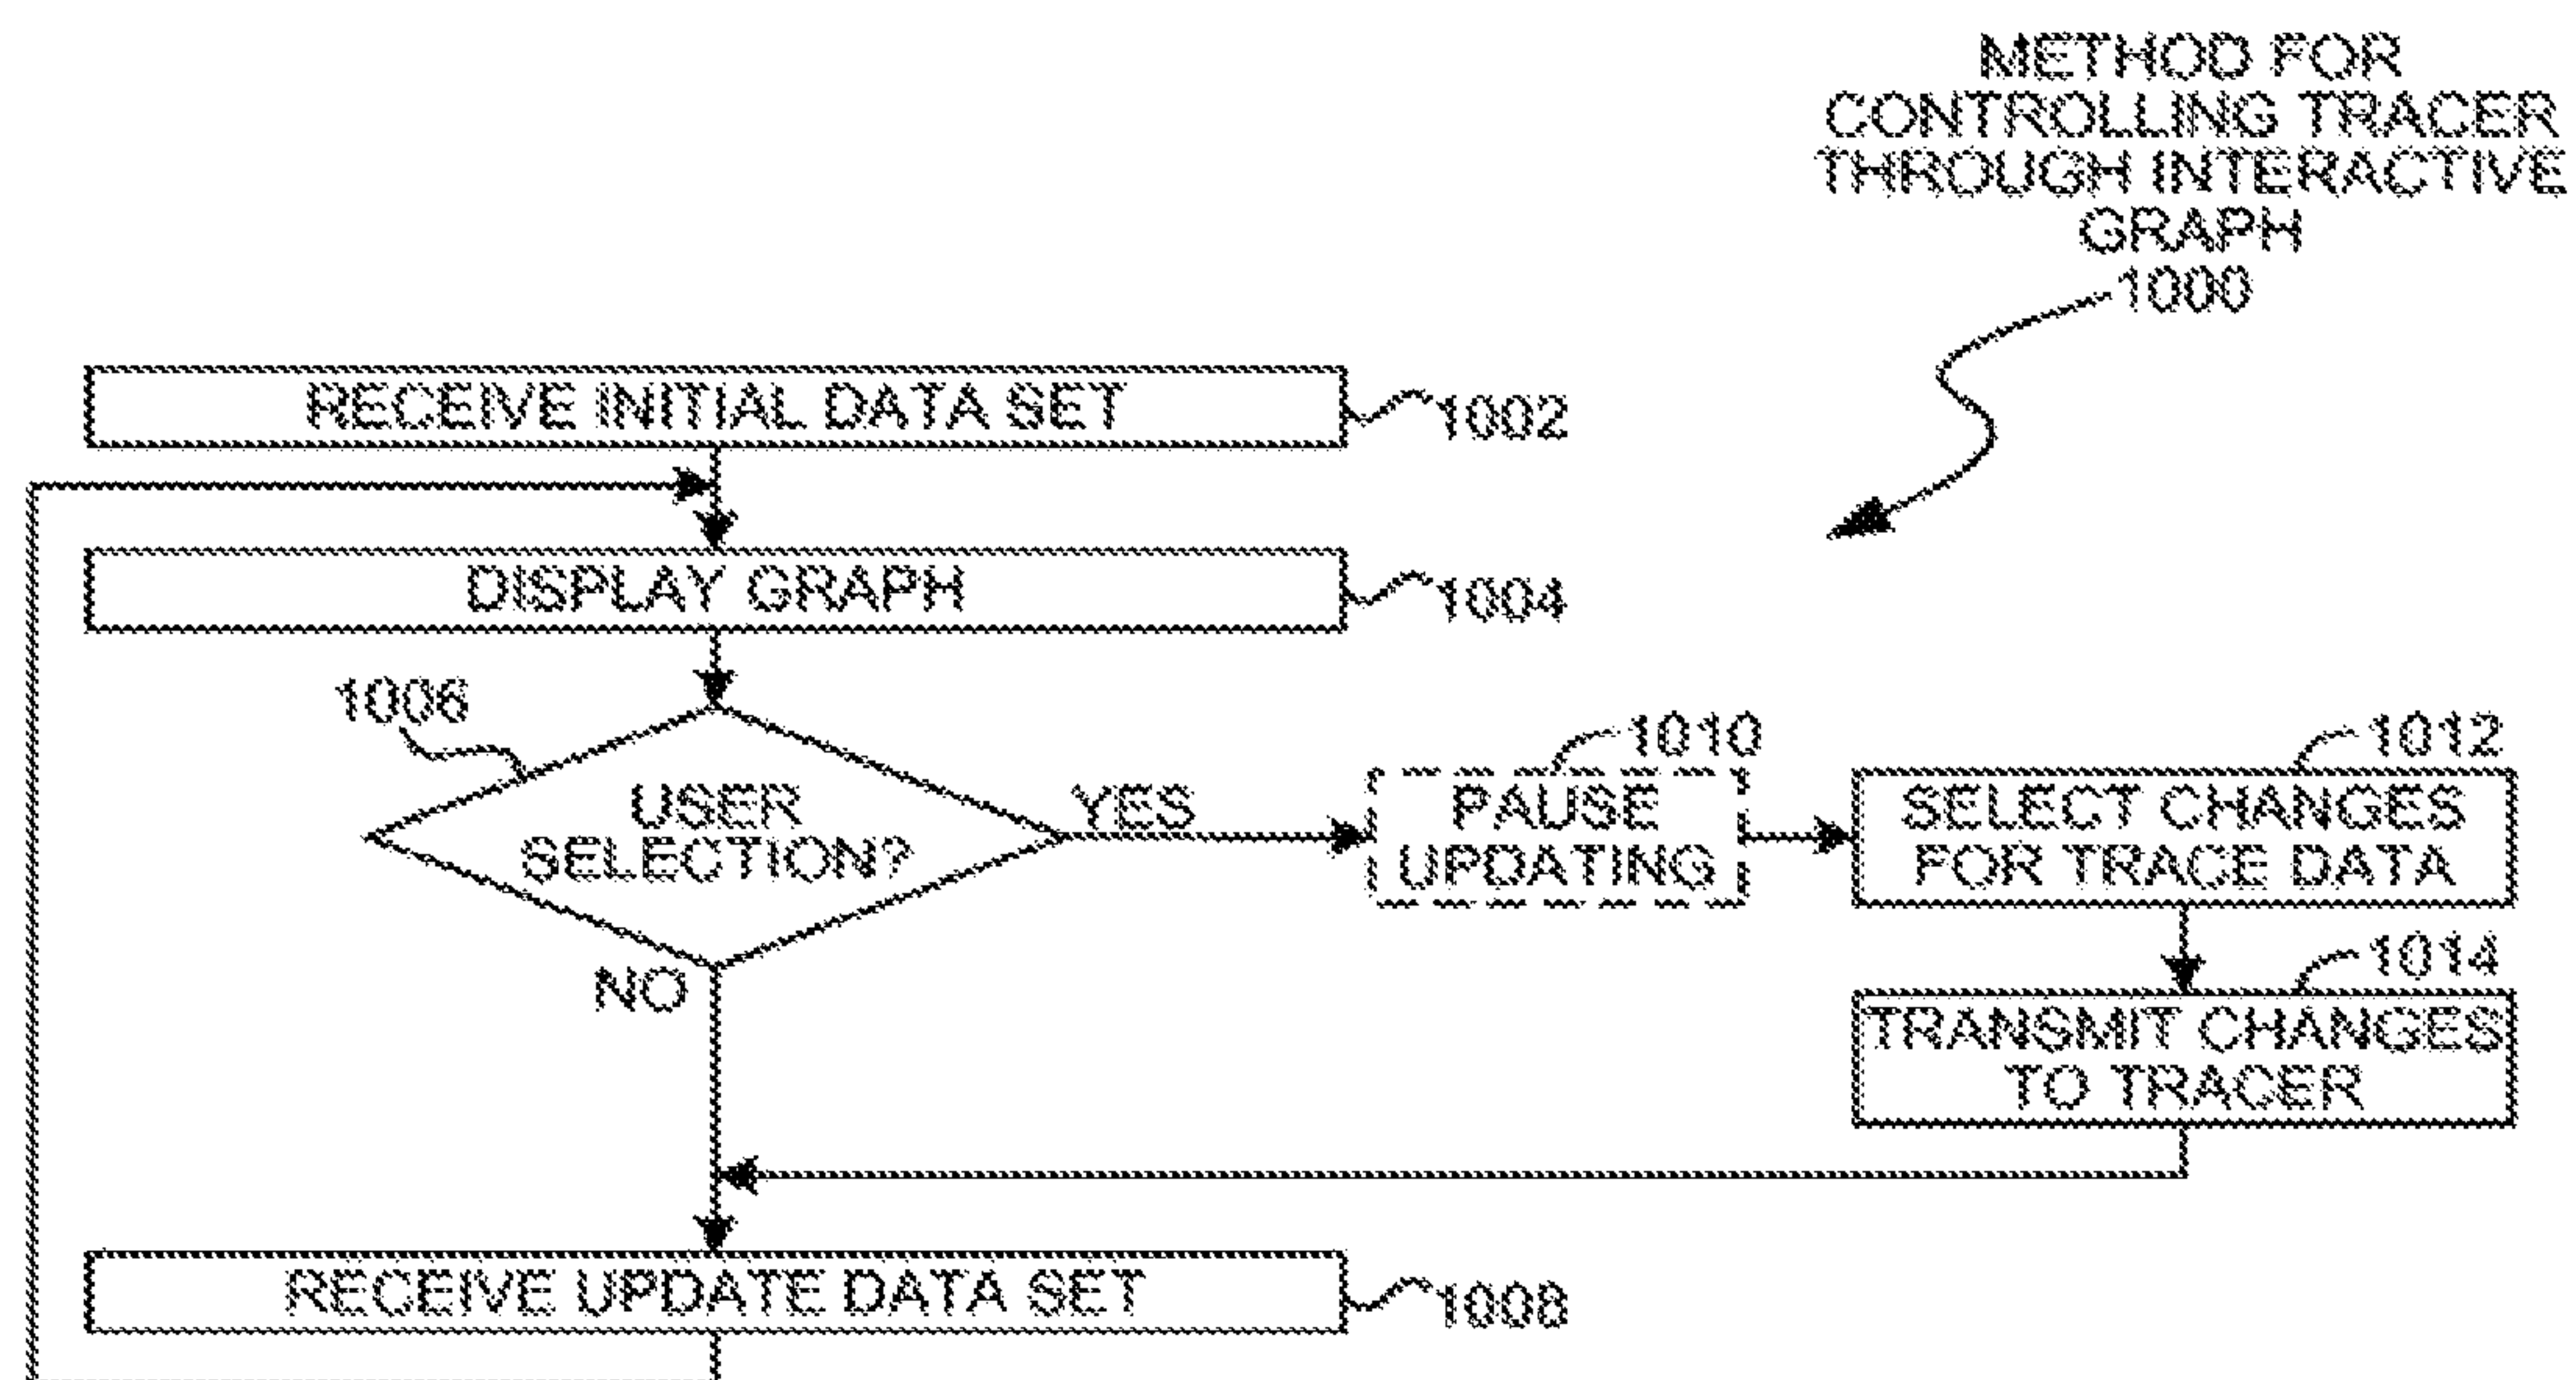 METHOD FOR
CONTROLLING TRACER
THROUGH INTERACTIVE
GRAPH
1000
RECEIVE INITIAL DATA SET
1002
DISPLAY GRAPH
1004
1006
USER
SELECTION?
YES
NO
1010
PAUSE
UPDATING
1012
SELECT CHANGES
FOR TRACE DATA
1014
TRANSMIT CHANGES
TO TRACER
RECEIVE UPDATE DATA SET
1008